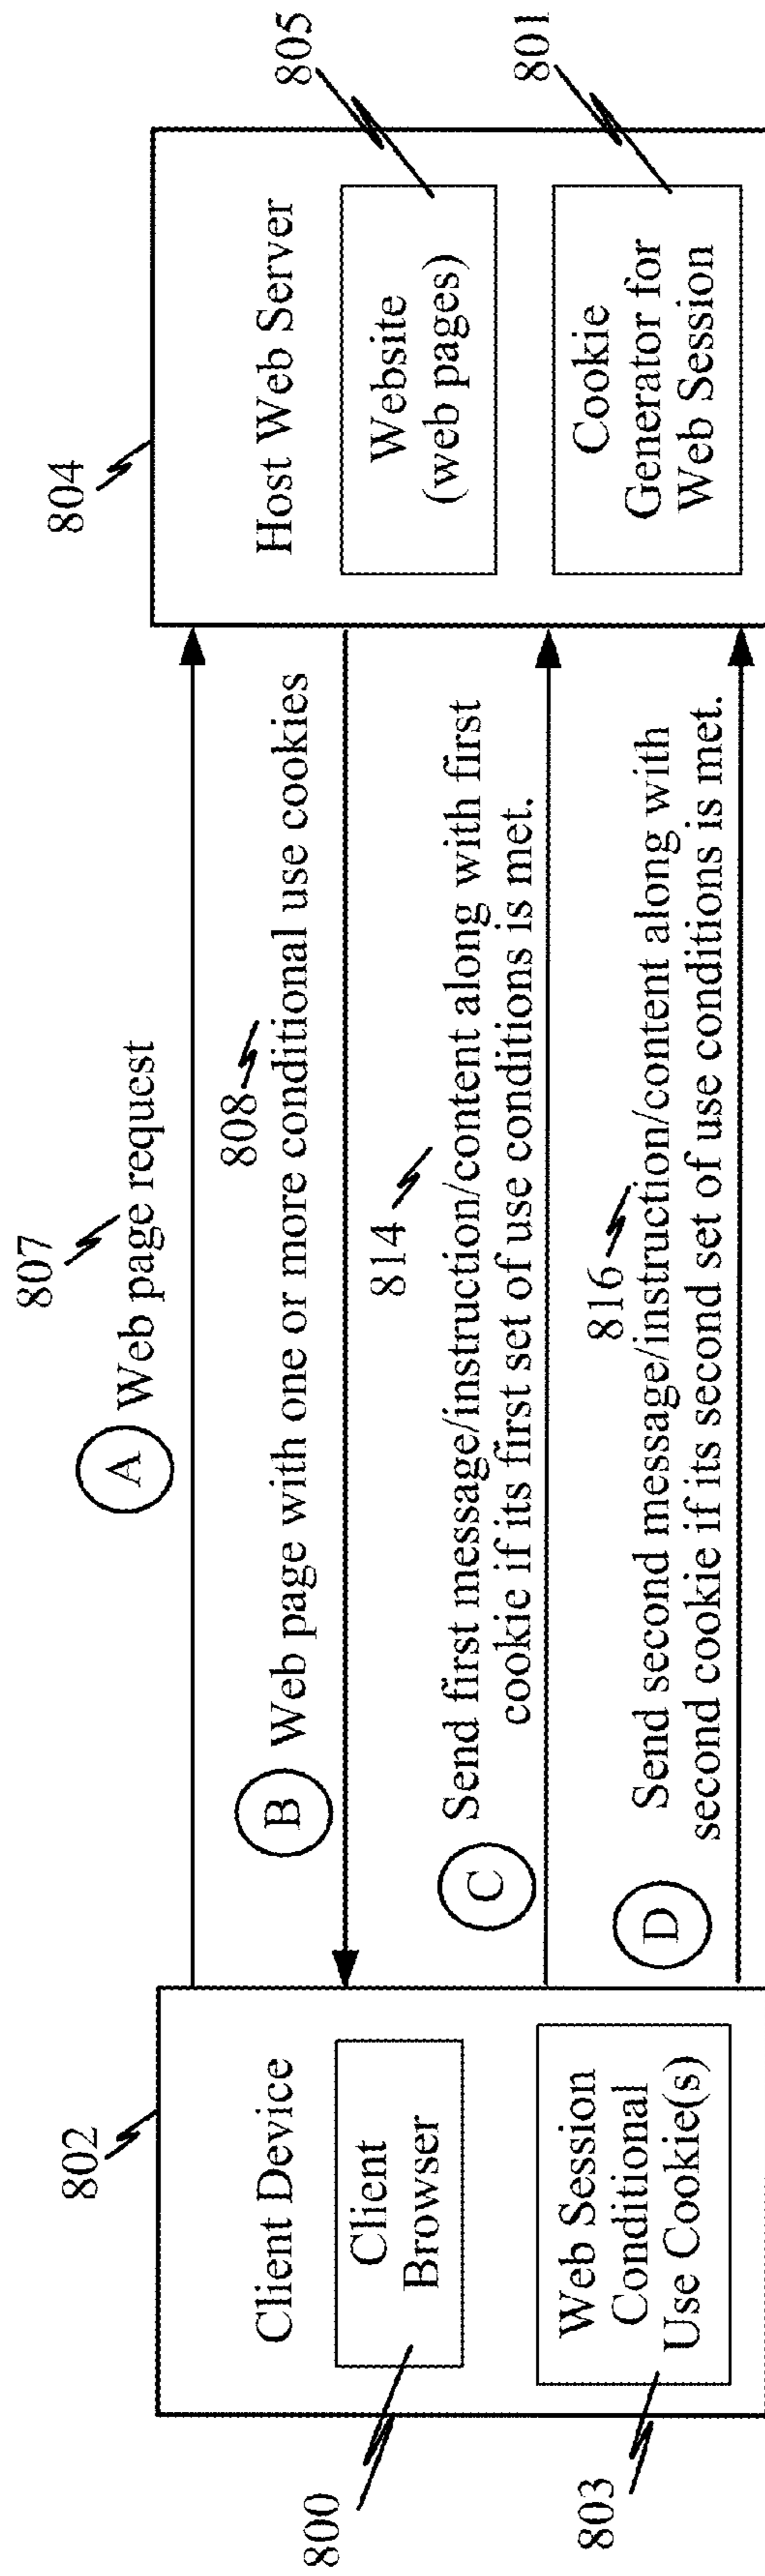 807
A
Web page request
808
B
Web page with one or more conditional use cookies
814
C
Send first message/instruction/content along with first
cookie if its first set of use conditions is met.
816
D
Send second message/instruction/content along with
second cookie if its second set of use conditions is met.
802
Client Device
800
Client
Browser
803
Web Session
Conditional
Use Cookie(s)
804
Host Web Server
805
Website
(web pages)
801
Cookie
Generator for
Web Session